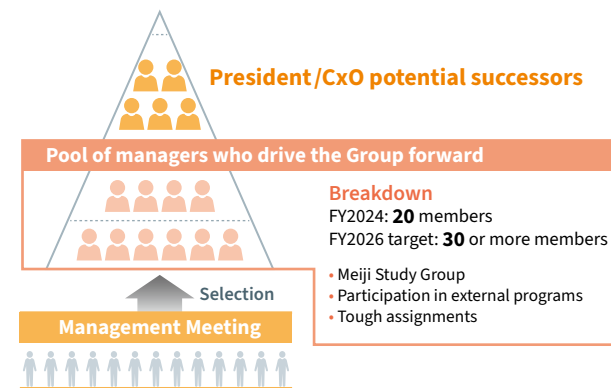 President/CxO potential successors
Pool of managers who drive the Group forward
Breakdown
FY2024: 20 members
FY2026 target: 30 or more members
• Meiji Study Group
• Participation in external programs
• Tough assignments
Selection
Management Meeting